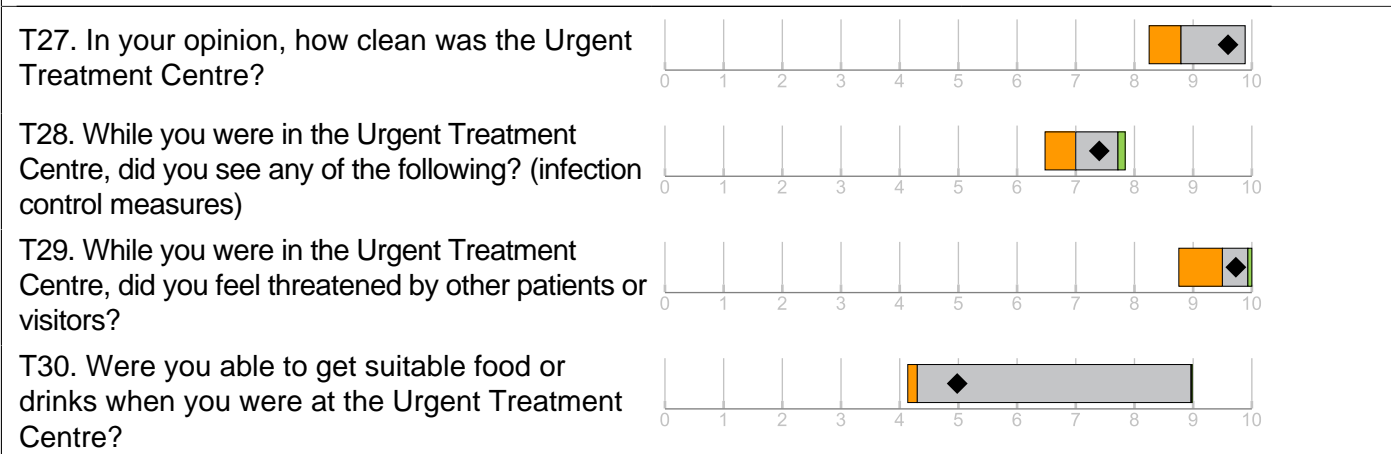 T27. In your opinion, how clean was the Urgent
Treatment Centre?
0 1 2 3 4 5 6 7 8 9 10
T28. While you were in the Urgent Treatment
Centre, did you see any of the following? (infection
control measures)
0 1 2 3 4 5 6 7 8 9 10
T29. While you were in the Urgent Treatment
Centre, did you feel threatened by other patients or
visitors?
0 1 2 3 4 5 6 7 8 9 10
T30. Were you able to get suitable food or
drinks when you were at the Urgent Treatment
Centre?
0 1 2 3 4 5 6 7 8 9 10